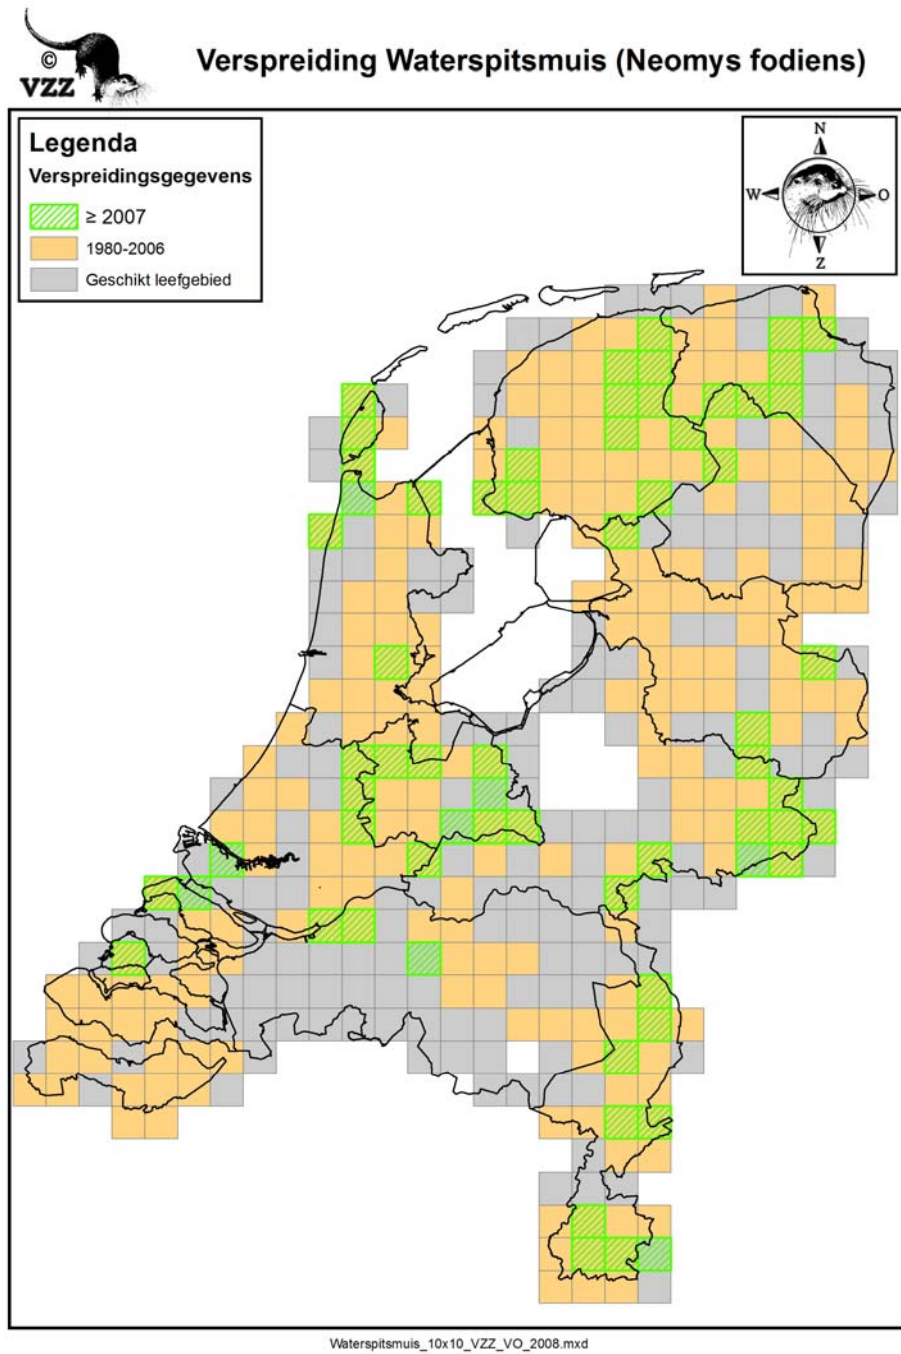 ©
VZZ
Verspreiding Waterspitsmuis (Neomys fodiens)
Legenda
Verspreidingsgegevens
≥ 2007
1980-2006
Geschikt leefgebied
N
W O
Z
Waterspitsmuis_10x10_VZZ_VO_2008.mxd